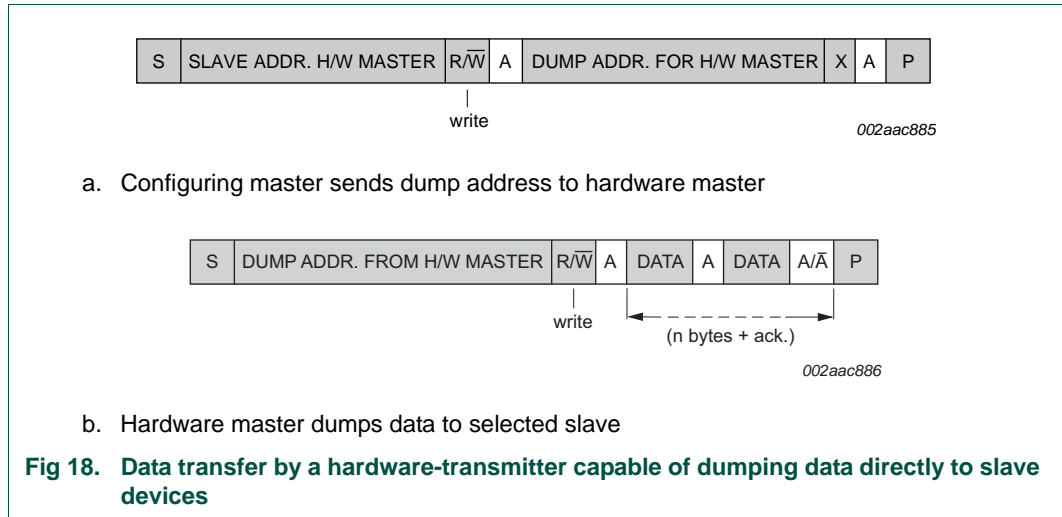 S SLAVE ADDR. H/W MASTER R/W̅ A DUMP ADDR. FOR H/W MASTER X A P
write
002aac885
a. Configuring master sends dump address to hardware master
S DUMP ADDR. FROM H/W MASTER R/W̅ A DATA A DATA A/A̅ P
write
(n bytes + ack.)
002aac886
b. Hardware master dumps data to selected slave
Fig 18. Data transfer by a hardware-transmitter capable of dumping data directly to slave
devices